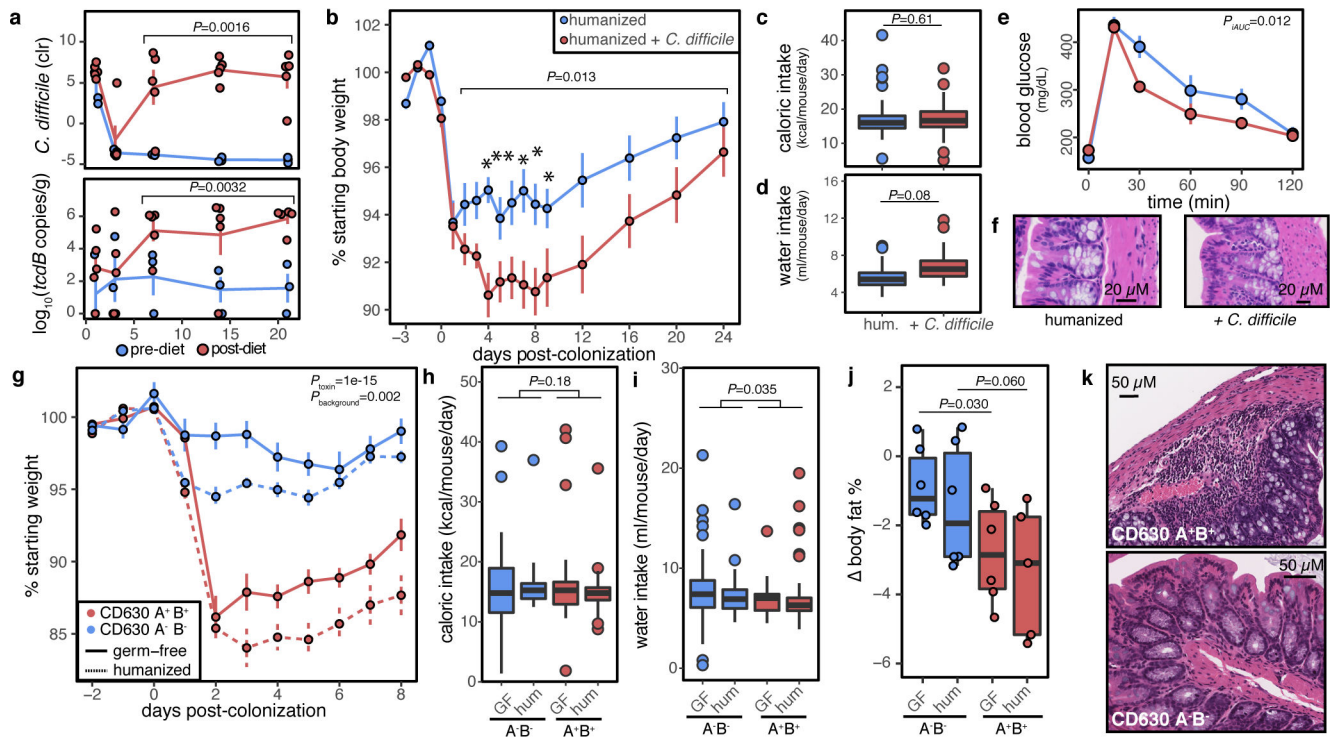 a
C. difficile (clr)
10
5
0
-5
P=0.0016
log10(tcdB copies/g)
6
4
2
0
P=0.0032
0 5 10 15 20
pre-diet post-diet
b
humanized
humanized + C. difficile
% starting body weight
100
98
96
94
92
90
P=0.013
* ** * * *
−3 0 4 8 12 16 20 24
days post-colonization
c
caloric intake
(kcal/mouse/day)
40
30
20
10
P=0.61
d
water intake
(ml/mouse/day)
16
12
8
4
P=0.08
hum. + C. difficile
e
blood glucose
(mg/dL)
400
300
200
PiAUC=0.012
0 30 60 90 120
time (min)
f
20 µM
humanized
20 µM
+ C. difficile
g
% starting weight
100
95
90
85
Ptoxin=1e-15
Pbackground=0.002
CD630 A+ B+
CD630 A- B-
germ−free
humanized
−2 0 2 4 6 8
days post-colonization
h
caloric intake (kcal/mouse/day)
50
40
30
20
10
0
P=0.18
GF hum GF hum
A-B- A+B+
i
water intake (ml/mouse/day)
30
20
10
0
P=0.035
GF hum GF hum
A-B- A+B+
j
Δ body fat %
2
0
−2
−4
−6
P=0.060
P=0.030
GF hum GF hum
A-B- A+B+
k
50 µM
CD630 A+B+
50 µM
CD630 A-B-